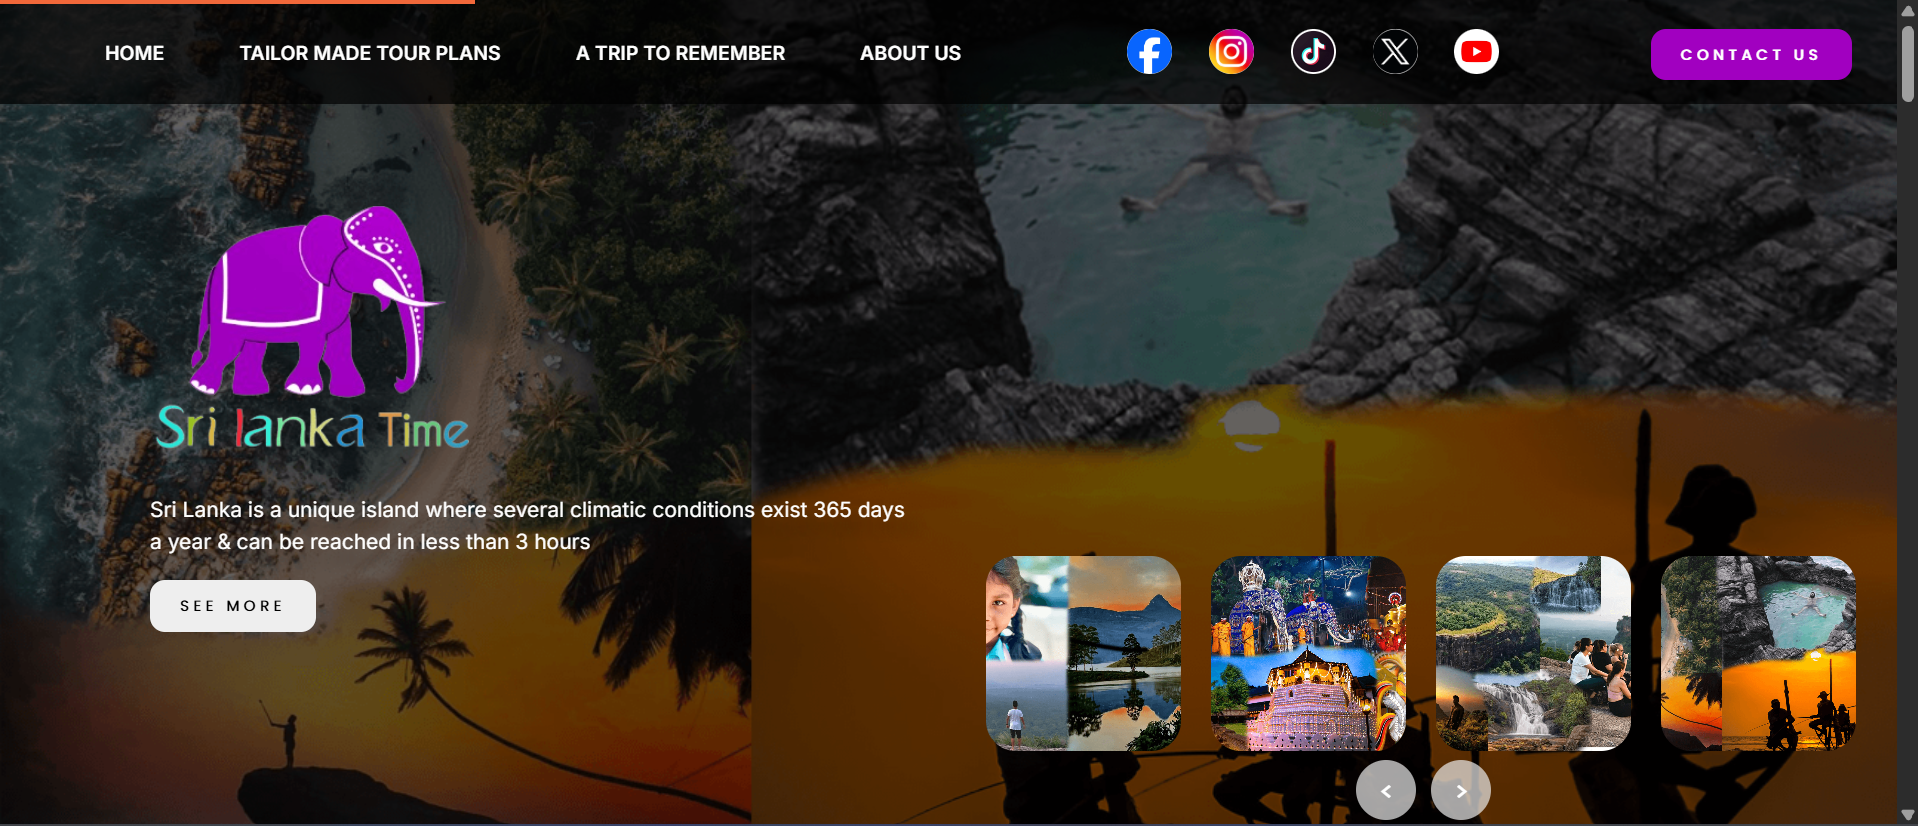 HOME
TAILOR MADE TOUR PLANS
A TRIP TO REMEMBER
ABOUT US
CONTACT US
Sri lanka Time
Sri Lanka is a unique island where several climatic conditions exist 365 days
a year & can be reached in less than 3 hours
SEE MORE